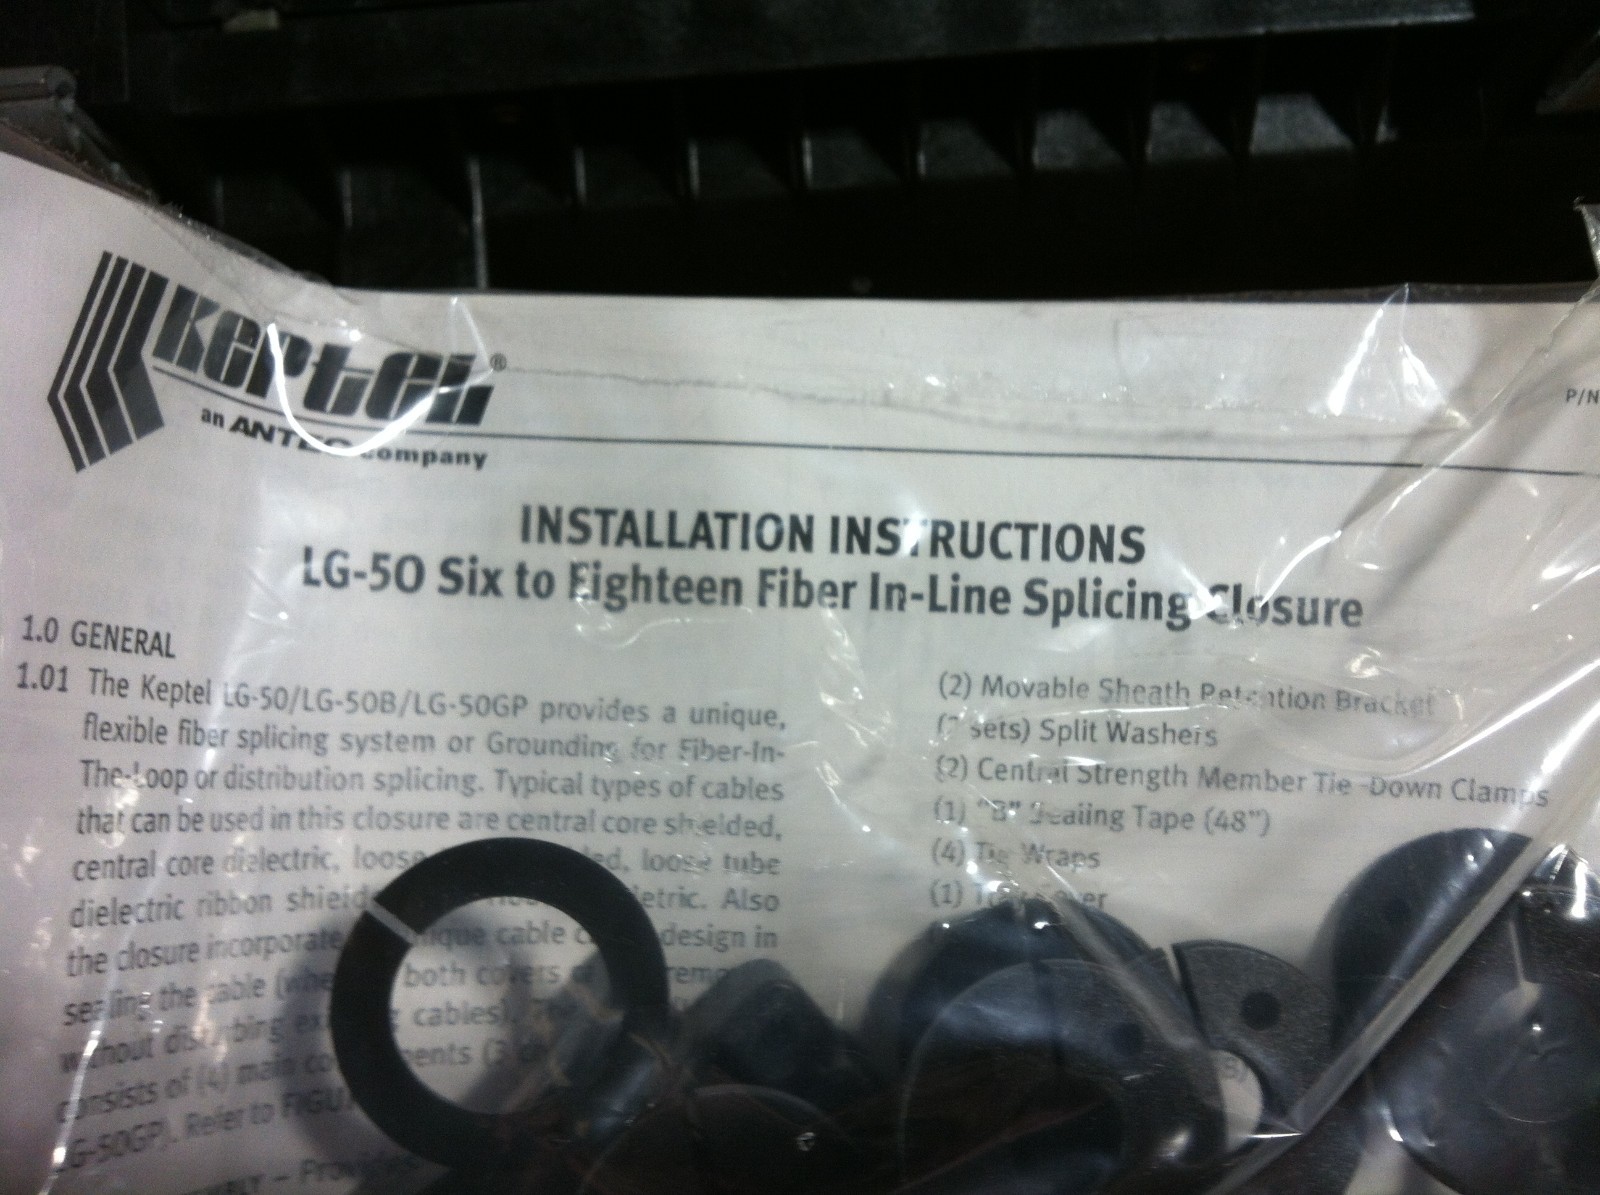 Keptel®
an ANTEC company
P/N
INSTALLATION INSTRUCTIONS
LG-50 Six to Eighteen Fiber In-Line Splicing Closure
1.0 GENERAL
1.01 The Keptel LG-50/LG-50B/LG-50GP provides a unique,
flexible fiber splicing system or Grounding for Fiber-In-
The-Loop or distribution splicing. Typical types of cables
that can be used in this closure are central core shielded,
central core dielectric, loose loose tube
dielectric ribbon Also
the closure cable design in
sealing the cable both covers
without cables).
consists of (4) main
LG-50GP). Refer to
(2) Movable Sheath Retention Bracket
sets) Split Washers
(2) Central Strength Member Tie-Down Clamps
(1) "B" Sealing Tape (48")
(4) Tie Wraps
(1) Tray Cover